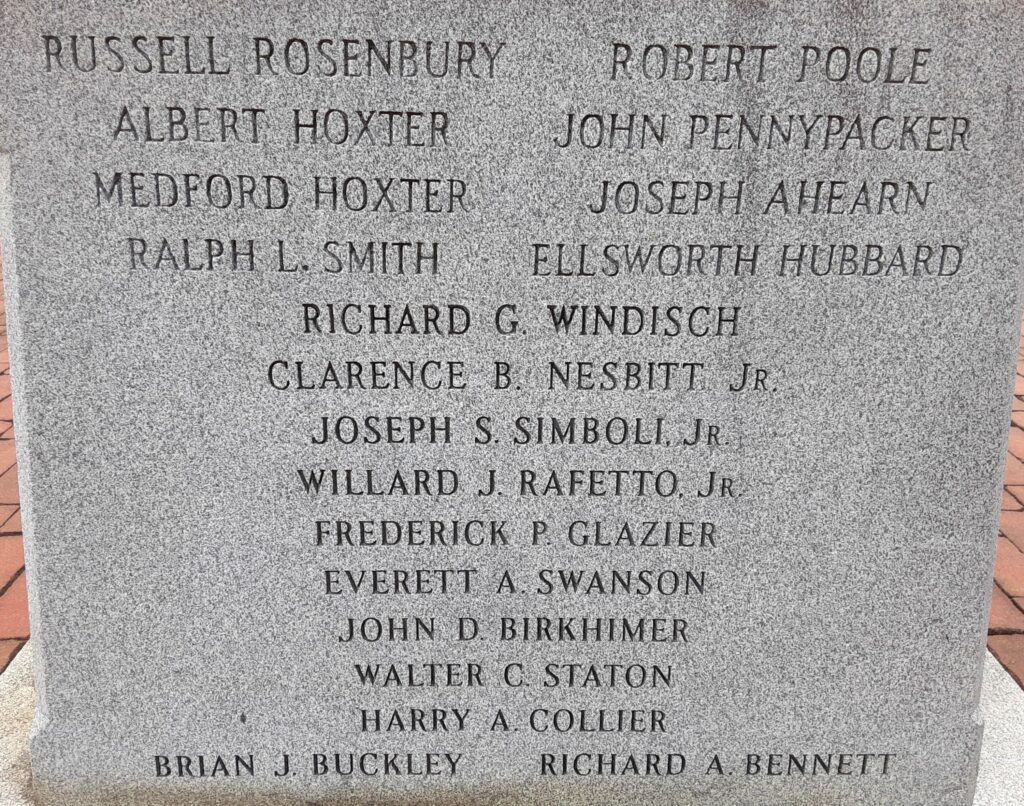 RUSSELL ROSENBURY ROBERT POOLE
ALBERT HOXTER JOHN PENNYPACKER
MEDFORD HOXTER JOSEPH AHEARN
RALPH L. SMITH ELLSWORTH HUBBARD
RICHARD G. WINDISCH
CLARENCE B. NESBITT JR.
JOSEPH S. SIMBOLI, JR.
WILLARD J. RAFETTO, JR.
FREDERICK P. GLAZIER
EVERETT A. SWANSON
JOHN D. BIRKHIMER
WALTER C. STATON
HARRY A. COLLIER
BRIAN J. BUCKLEY RICHARD A. BENNETT